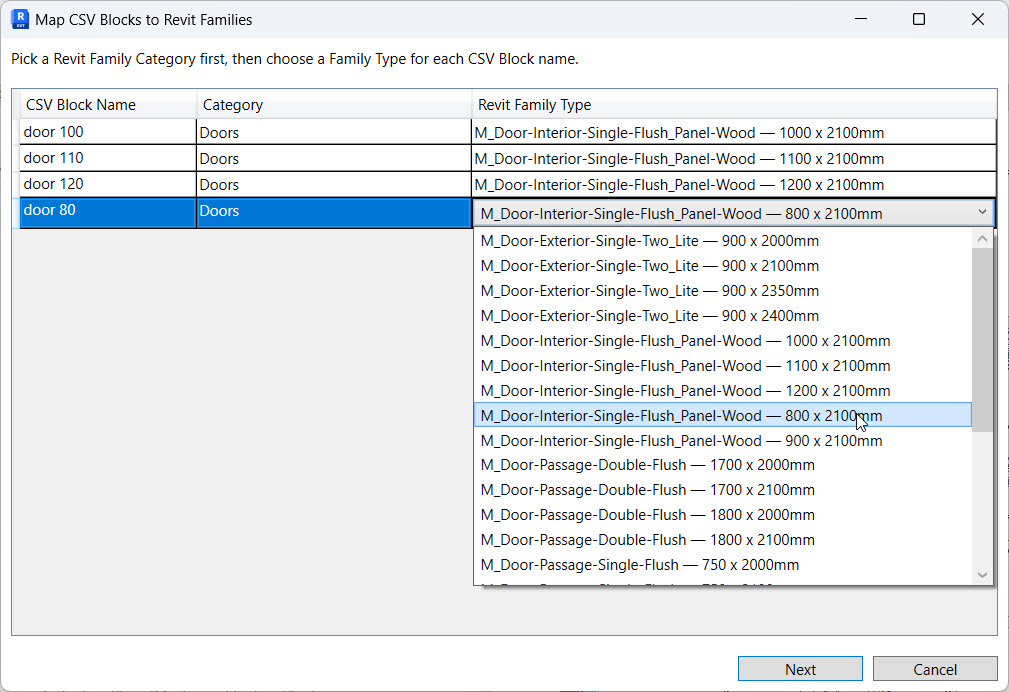 Map CSV Blocks to Revit Families
Pick a Revit Family Category first, then choose a Family Type for each CSV Block name.
CSV Block Name Category Revit Family Type
door 100 Doors M_Door-Interior-Single-Flush_Panel-Wood — 1000 x 2100mm
door 110 Doors M_Door-Interior-Single-Flush_Panel-Wood — 1100 x 2100mm
door 120 Doors M_Door-Interior-Single-Flush_Panel-Wood — 1200 x 2100mm
door 80 Doors M_Door-Interior-Single-Flush_Panel-Wood — 800 x 2100mm
M_Door-Exterior-Single-Two_Lite — 900 x 2000mm
M_Door-Exterior-Single-Two_Lite — 900 x 2100mm
M_Door-Exterior-Single-Two_Lite — 900 x 2350mm
M_Door-Exterior-Single-Two_Lite — 900 x 2400mm
M_Door-Interior-Single-Flush_Panel-Wood — 1000 x 2100mm
M_Door-Interior-Single-Flush_Panel-Wood — 1100 x 2100mm
M_Door-Interior-Single-Flush_Panel-Wood — 1200 x 2100mm
M_Door-Interior-Single-Flush_Panel-Wood — 800 x 2100mm
M_Door-Interior-Single-Flush_Panel-Wood — 900 x 2100mm
M_Door-Passage-Double-Flush — 1700 x 2000mm
M_Door-Passage-Double-Flush — 1700 x 2100mm
M_Door-Passage-Double-Flush — 1800 x 2000mm
M_Door-Passage-Double-Flush — 1800 x 2100mm
M_Door-Passage-Single-Flush — 750 x 2000mm
Next Cancel